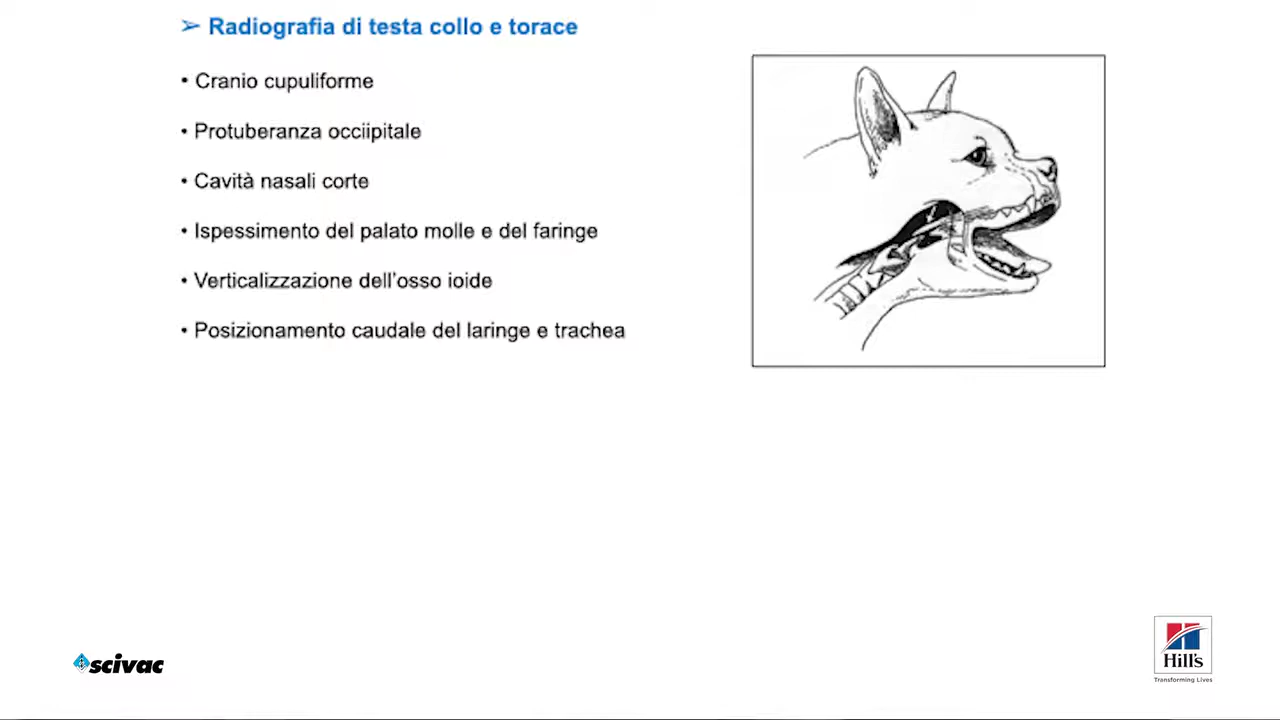 ➢ Radiografia di testa collo e torace
• Cranio cupuliforme
• Protuberanza occiipitale
• Cavità nasali corte
• Ispessimento del palato molle e del faringe
• Verticalizzazione dell'osso ioide
• Posizionamento caudale del laringe e trachea
scivac
Hill's
Transforming Lives